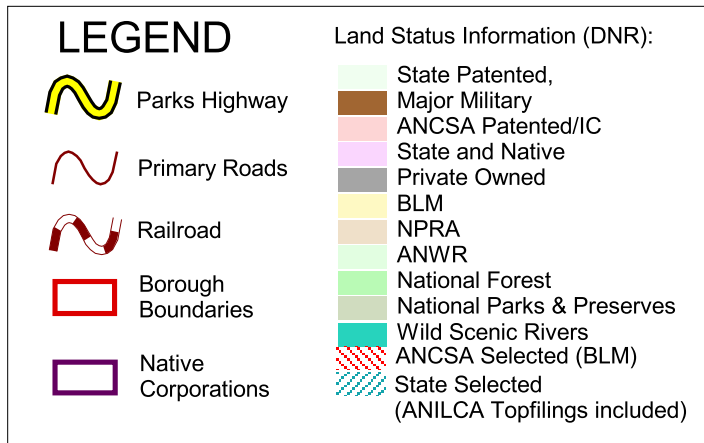 LEGEND
Parks Highway
Primary Roads
Railroad
Borough
Boundaries
Native
Corporations
Land Status Information (DNR):
State Patented,
Major Military
ANCSA Patented/IC
State and Native
Private Owned
BLM
NPRA
ANWR
National Forest
National Parks & Preserves
Wild Scenic Rivers
ANCSA Selected (BLM)
State Selected
(ANILCA Topfilings included)